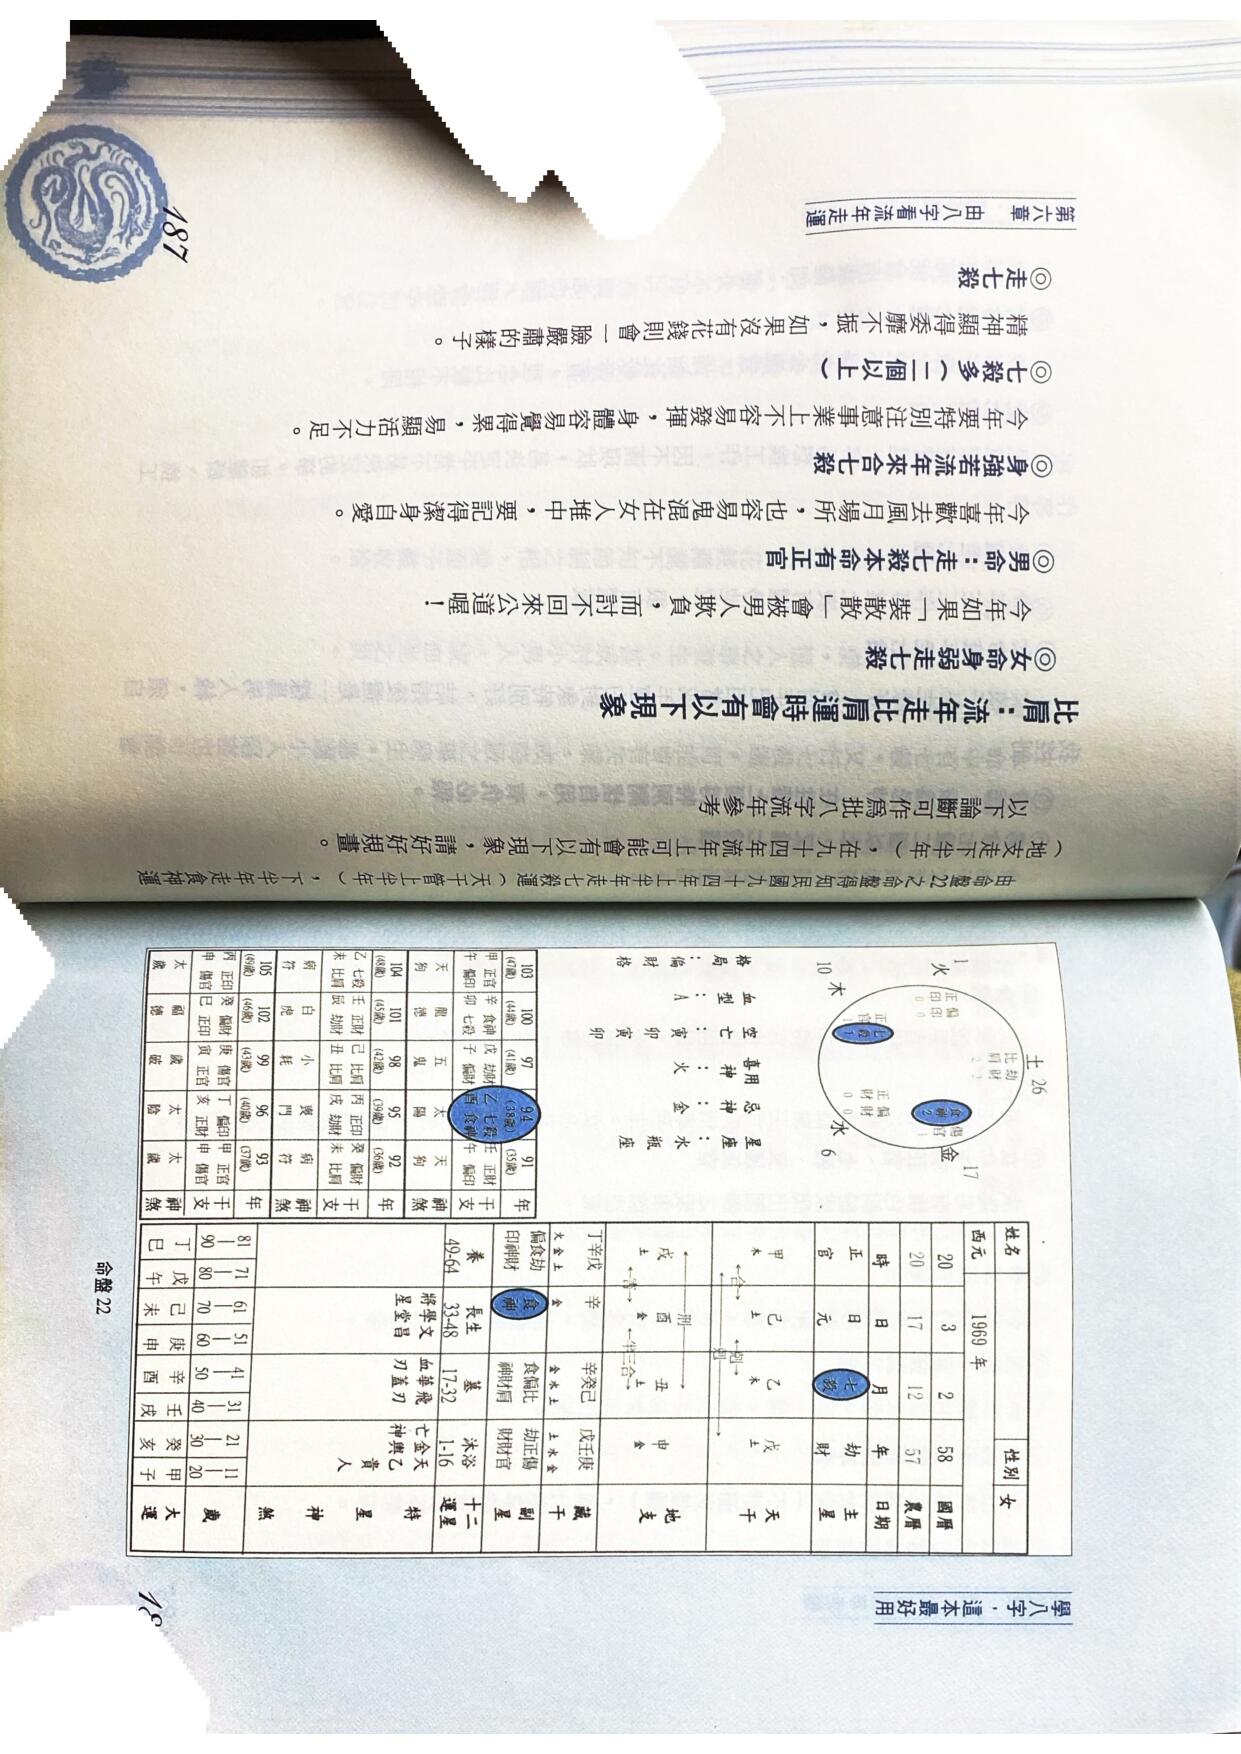 學八字，這本最好用
姓名 性別 女
西元 1969 年
20 3 2 58 國曆
20 17 12 57 農曆
時 日 月 年 日期
正官 日元 七殺 劫財 主星
甲木 己土 乙木 戊土 天干
合 剋
剋
刑
戌土 酉金 丑土 申金 地支
害 半三合
丁辛戊 辛 辛癸己 戊壬庚 藏干
火金土 金 金水土 土水金
偏食劫 食神 食偏比 劫正傷 副星
印神財 神財肩 財財官
養 長生 墓 沐浴 十二運星
49-64 33-48 17-32 1-16
將星 學堂 文昌 血刃 華蓋 飛刃 亡神 金輿 天乙貴人 特星神煞
81｜90 71｜80 61｜70 51｜60 41｜50 31｜40 21｜30 11｜20 歲
丁巳 戊午 己未 庚申 辛酉 壬戌 癸亥 甲子 大運
土 26
比肩2 劫財2
1 火
正印0 偏印0
食神2 傷官1
17 金
正官1 七殺1
正財0 偏財0
10 木
水 6
星座：水瓶座
忌神：金
喜用神：火
空亡：寅卯寅卯
血型：A
格局：偏財格
103 100 97 94 91 年
(47歲) (44歲) (41歲) (38歲) (35歲)
甲 正官 辛 食神 戊 劫財 乙 七殺 壬 正財 干支
午 偏印 卯 七殺 子 偏財 酉 食神 午 偏印
天狗 龍德 五鬼 太陽 天狗 神煞
104 101 98 95 92 年
(48歲) (45歲) (42歲) (39歲) (36歲)
乙 七殺 壬 正財 己 比肩 丙 正印 癸 偏財 干支
未 比肩 辰 劫財 丑 比肩 戌 劫財 未 比肩
病符 白虎 小耗 喪門 病符 神煞
105 102 99 96 93 年
(49歲) (46歲) (43歲) (40歲) (37歲)
丙 正印 癸 偏財 庚 傷官 丁 偏印 甲 正官 干支
申 傷官 巳 正印 寅 正官 亥 正財 申 傷官
太歲 福德 歲破 太陰 太歲 神煞
命盤 22
由命盤22之命盤得知民國九十四年上半年走七殺運（天干管上半年），下半年走食神運
（地支走下半年），在九十四年流年上可能會有以下現象，請好好規畫。
以下論斷可作為批八字流年參考
比肩：流年走比肩運時會有以下現象
◎女命身弱走七殺
今年如果「裝散散」會被男人欺負，而討不回來公道喔！
◎男命：走七殺本命有正官
今年喜歡去風月場所，也容易鬼混在女人堆中，要記得潔身自愛。
◎身強若流年來合七殺
今年要特別注意事業上不容易發揮，身體容易覺得累，易顯活力不足。
◎七殺多（二個以上）
精神顯得委靡不振，如果沒有花錢則會一臉嚴肅的樣子。
◎走七殺
第六章 由八字看流年走運
187